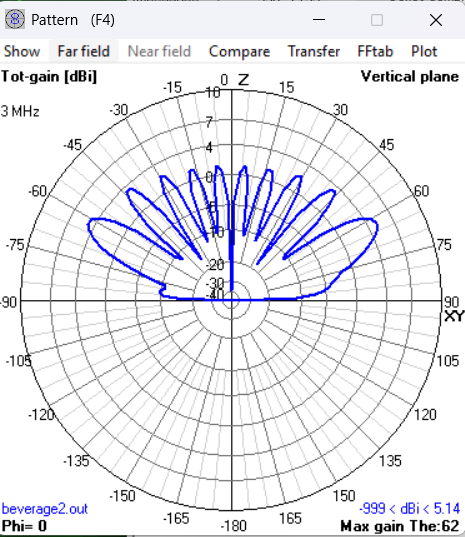 Pattern (F4)
Show Far field Near field Compare Transfer FFtab Plot
Tot-gain [dBi] Vertical plane
3 MHz
-15 0 Z 15
-30 30
-45 45
-60 60
-75 75
-90 90
XY
-105 105
-120 120
-135 135
-150 150
-165 -180 165
10
7
4
0
-5
-10
-20
-30
-40
beverage2.out -999 < dBi < 5.14
Phi= 0 Max gain The:62